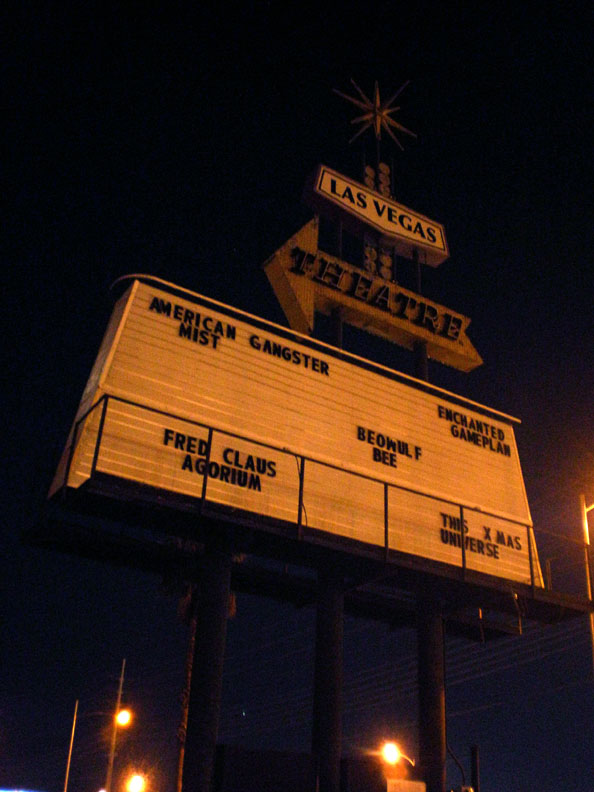 LAS VEGAS
THEATRE
AMERICAN GANGSTER
MIST
ENCHANTED
GAMEPLAN
FRED CLAUS
AGORIUM
BEOWULF
BEE
THIS X MAS
UNIVERSE